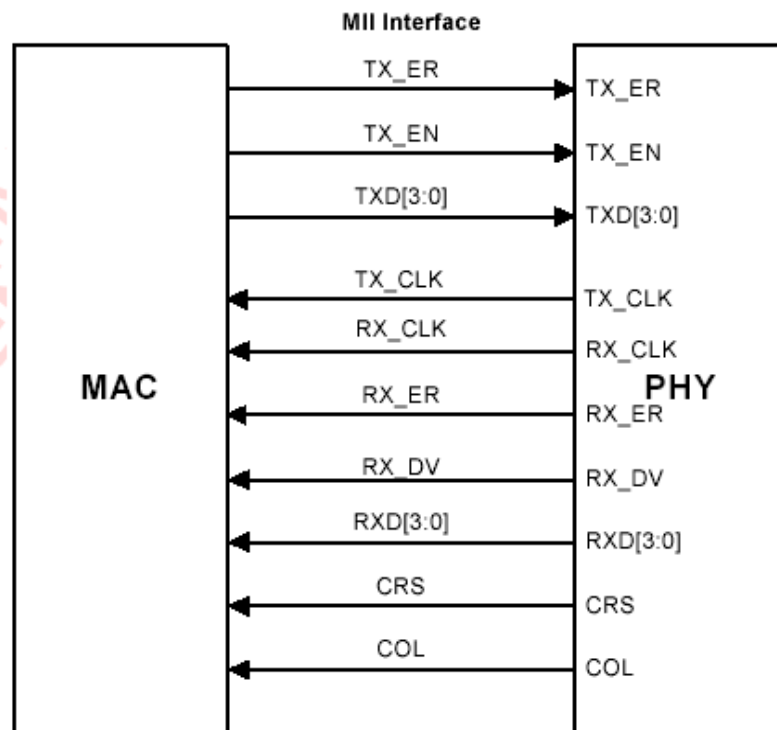 MII Interface
TX_ER
TX_ER
TX_EN
TX_EN
TXD[3:0]
TXD[3:0]
TX_CLK
TX_CLK
RX_CLK
RX_CLK
MAC
PHY
RX_ER
RX_ER
RX_DV
RX_DV
RXD[3:0]
RXD[3:0]
CRS
CRS
COL
COL